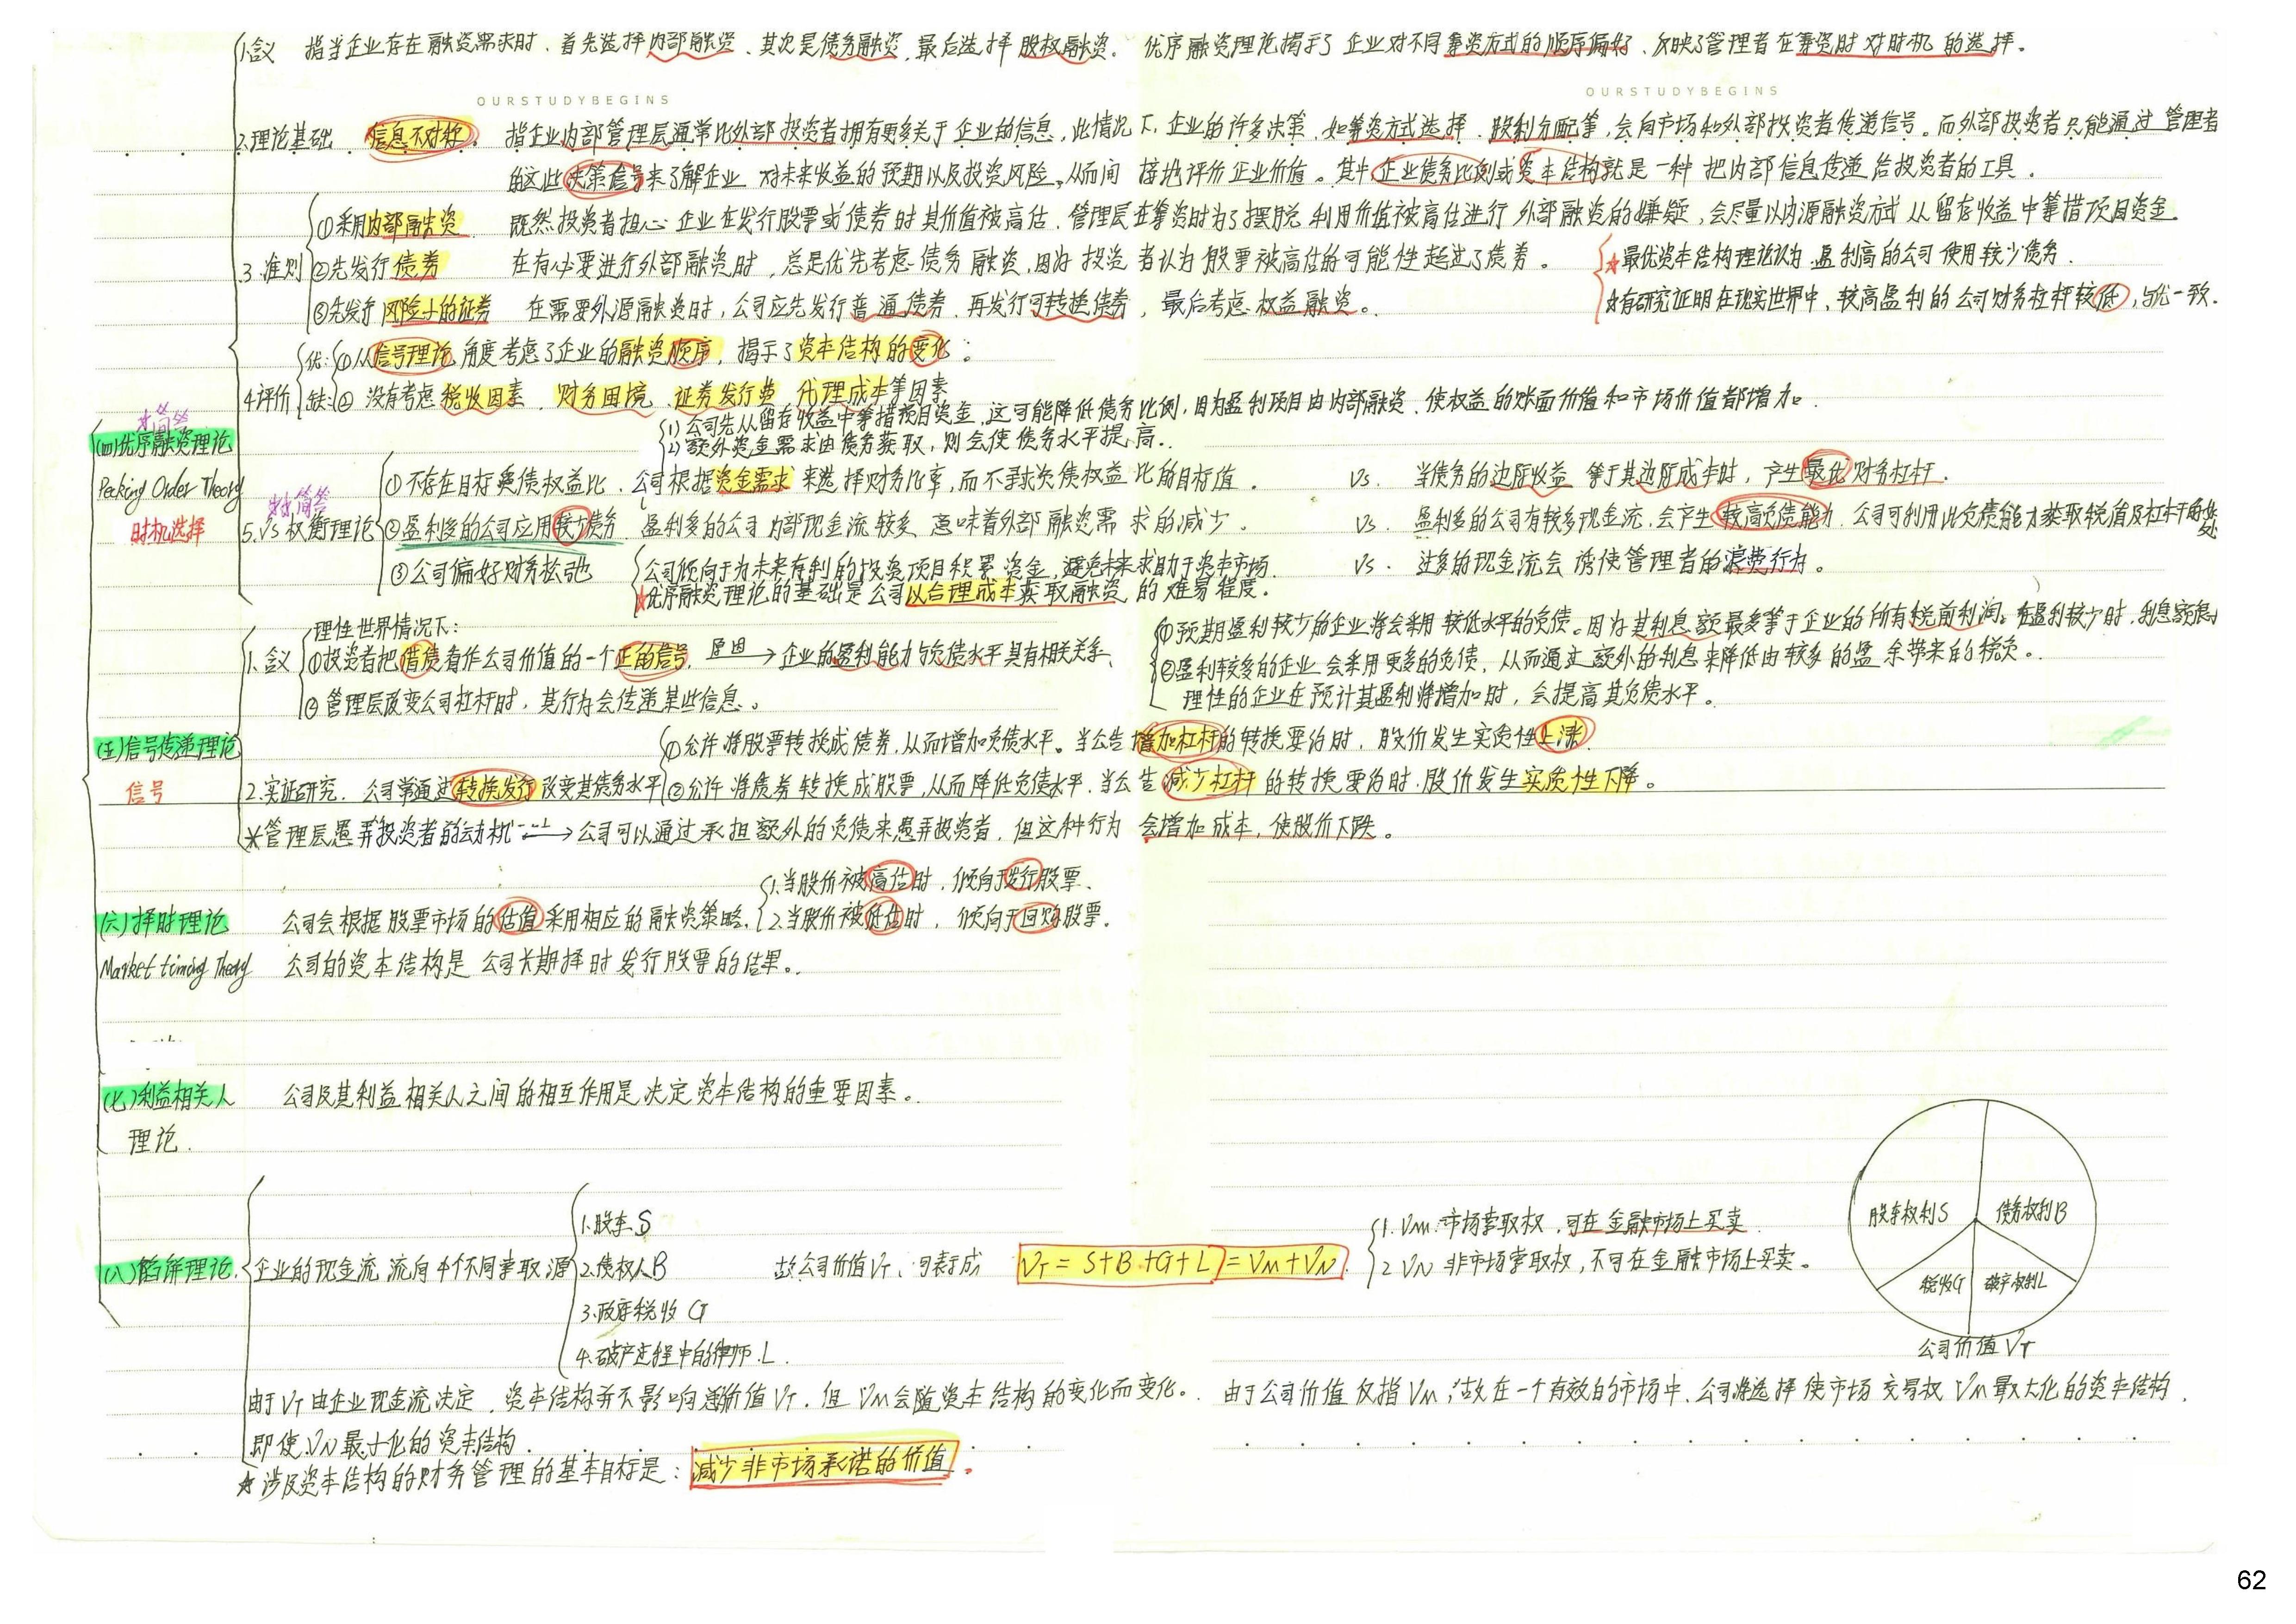 1.含义 指当企业存在融资需求时、首先选择内部融资、其次是债务融资,最后选择股权融资. 优序融资理论揭示了企业对不同筹资方式的顺序偏好、反映了管理者在筹资时对时机的选择。
OURSTUDYBEGINS
OURSTUDYBEGINS
2.理论基础. 信息不对称. 指企业内部管理层通常比外部投资者拥有更多关于企业的信息,此情况下,企业的许多决策,如筹资方式选择、股利分配等,会向市场和外部投资者传递信号。而外部投资者只能通过管理者
的这些决策信号来了解企业对未来收益的预期以及投资风险,从而间接地评价企业价值。其中企业债务比例或资本结构就是一种把内部信息传递给投资者的工具.
①采用内部融资. 既然投资者担心企业在发行股票或债券时其价值被高估.管理层在筹资时为了摆脱利用价值被高估进行外部融资的嫌疑,会尽量以内源融资方式从留存收益中筹措项目资金.
3.准则 ②先发行债券 在有必要进行外部融资时,总是优先考虑债务融资,因为投资者认为股票被高估的可能性超过了债券。 ★最优资本结构理论认为:盈利高的公司使用较少债务.
③先发行风险小的证券 在需要外源融资时,公司应先发行普通债券、再发行可转换债券,最后考虑权益融资。 ☆有研究证明在现实世界中,较高盈利的公司财务杠杆较低,与优一致.
优:①从信号理论角度考虑了企业的融资顺序,揭示了资本结构的变化。
4.评价 缺:② 没有考虑税收因素、财务困境、证券发行费、代理成本等因素
☆简答
(四)优序融资理论
Pecking Order Theory
时机选择
1) 公司先从留存收益中筹措项目资金,这可能降低债务比例,因为盈利项目由内部融资、使权益的账面价值和市场价值都增加.
2) 额外资金需求由债务获取,则会使债务水平提高.
①不存在目标负债权益比.公司根据资金需求来选择财务比率,而不寻求负债权益比的目标值. Vs. 当债务的边际收益等于其边际成本时,产生最优财务杠杆.
☆简答
5.Vs 权衡理论 ②盈利多的公司应用较少债务. 盈利多的公司内部现金流较多、意味着外部融资需求的减少. Vs. 盈利多的公司有较多现金流,会产生较高负债能力.公司可利用此负债能力获取税盾及杠杆的好处
③公司偏好财务松弛 公司倾向于为未来有利的投资项目积累资金,避免未来求助于资本市场. Vs. 过多的现金流会诱使管理者的浪费行为。
★优序融资理论的基础是公司以合理成本获取融资的难易程度。
理性世界情况下:
1.含义 ①投资者把借债看作公司价值的一个正的信号. 原因→企业的盈利能力与负债水平具有相关关系、
②管理层改变公司杠杆时,其行为会传递某些信息.。
①预期盈利较少的企业将会采用较低水平的负债。因为其利息额最多等于企业的所有税前利润,在盈利较少时,利息额很小
②盈利较多的企业会采用更多的负债,从而通过额外的利息来降低由较多的盈余带来的税负。
理性的企业在预计其盈利将增加时,会提高其负债水平。
(五)信号传递理论
信号
①允许将股票转换成债券,从而增加负债水平。当公告增加杠杆的转换要约时,股价发生实质性上涨.
2.实证研究. 公司常通过转换发行改变其债务水平 ②允许将债券转换成股票,从而降低负债水平.当公告减少杠杆的转换要约时.股价发生实质性下降。
☆管理层愚弄投资者的动机→公司可以通过承担额外的负债来愚弄投资者,但这种行为会增加成本,使股价下跌。
1.当股价被高估时,倾向于发行股票、
(六)择时理论 公司会根据股票市场的估值采用相应的融资策略. 2.当股价被低估时,倾向于回购股票.
Market timing Theory 公司的资本结构是公司长期择时发行股票的结果。
(七)利益相关人 公司及其利益相关人之间的相互作用是决定资本结构的重要因素。
理论.
1.股东 S
(八)馅饼理论. 企业的现金流流向4个不同索取源 2.债权人B 故公司价值VT、可表示成 VT = S+B+G+L = VM+VN.
3.政府税收 G
4.破产过程中的律师.L.
1. VM:市场索取权,可在金融市场上买卖.
2 VN 非市场索取权,不可在金融市场上买卖。
股东权利S 债务权利B
税收G 破产权利L
公司价值 VT
由于VT由企业现金流决定,资本结构并不影响总价值VT,但VM会随资本结构的变化而变化。 由于公司价值仅指VM,故在一个有效的市场中.公司将选择使市场交易权VM最大化的资本结构.
即使VN最小化的资本结构.
★涉及资本结构的财务管理的基本目标是:减少非市场承诺的价值.
62